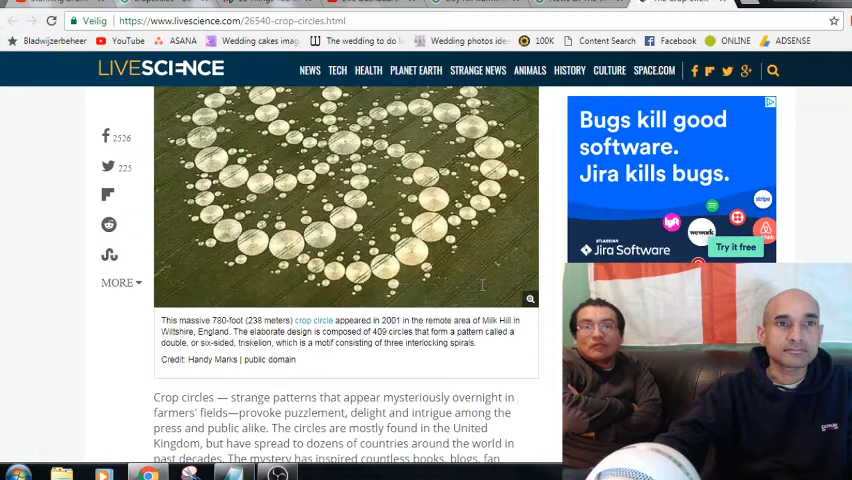 Veilig
https://www.livescience.com/26540-crop-circles.html
Bladwijzerbeheer
YouTube
ASANA
Wedding cakes imag
The wedding to do li
Wedding photos ide
100K
Content Search
Facebook
ONLINE
ADSENSE
LIVESCIENCE
NEWS TECH HEALTH PLANET EARTH STRANGE NEWS ANIMALS HISTORY CULTURE SPACE.COM
2526
225
MORE
Bugs kill good
software.
Jira kills bugs.
stripe
wework
airbnb
ATLASSIAN
Jira Software
Try it free
This massive 780-foot (238 meters) crop circle appeared in 2001 in the remote area of Milk Hill in
Wiltshire, England. The elaborate design is composed of 409 circles that form a pattern called a
double, or six-sided, triskelion, which is a motif consisting of three interlocking spirals.
Credit: Handy Marks | public domain
Crop circles — strange patterns that appear mysteriously overnight in
farmers' fields—provoke puzzlement, delight and intrigue among the
press and public alike. The circles are mostly found in the United
Kingdom, but have spread to dozens of countries around the world in
past decades. The mystery has inspired countless books, blogs, fan